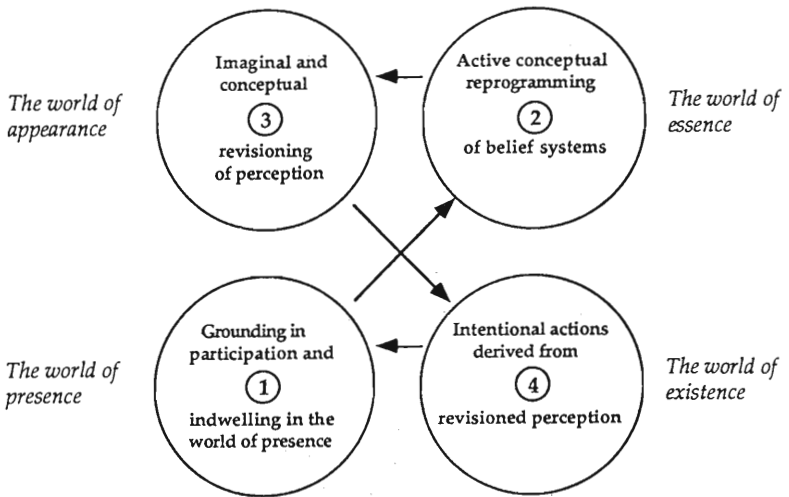 The world of
appearance
Imaginal and
conceptual
3
revisioning
of perception
Active conceptual
reprogramming
2
of belief systems
The world of
essence
The world of
presence
Grounding in
participation and
1
indwelling in the
world of presence
Intentional actions
derived from
4
revisioned perception
The world of
existence